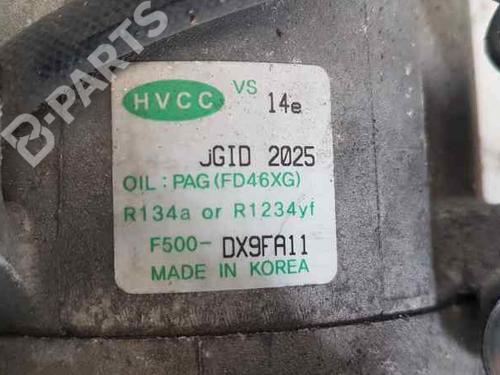 B-PARTS
HVCC VS 14e
JGID 2025
OIL : PAG (FD46XG)
R134a or R1234yf
F500- DX9FA11
MADE IN KOREA